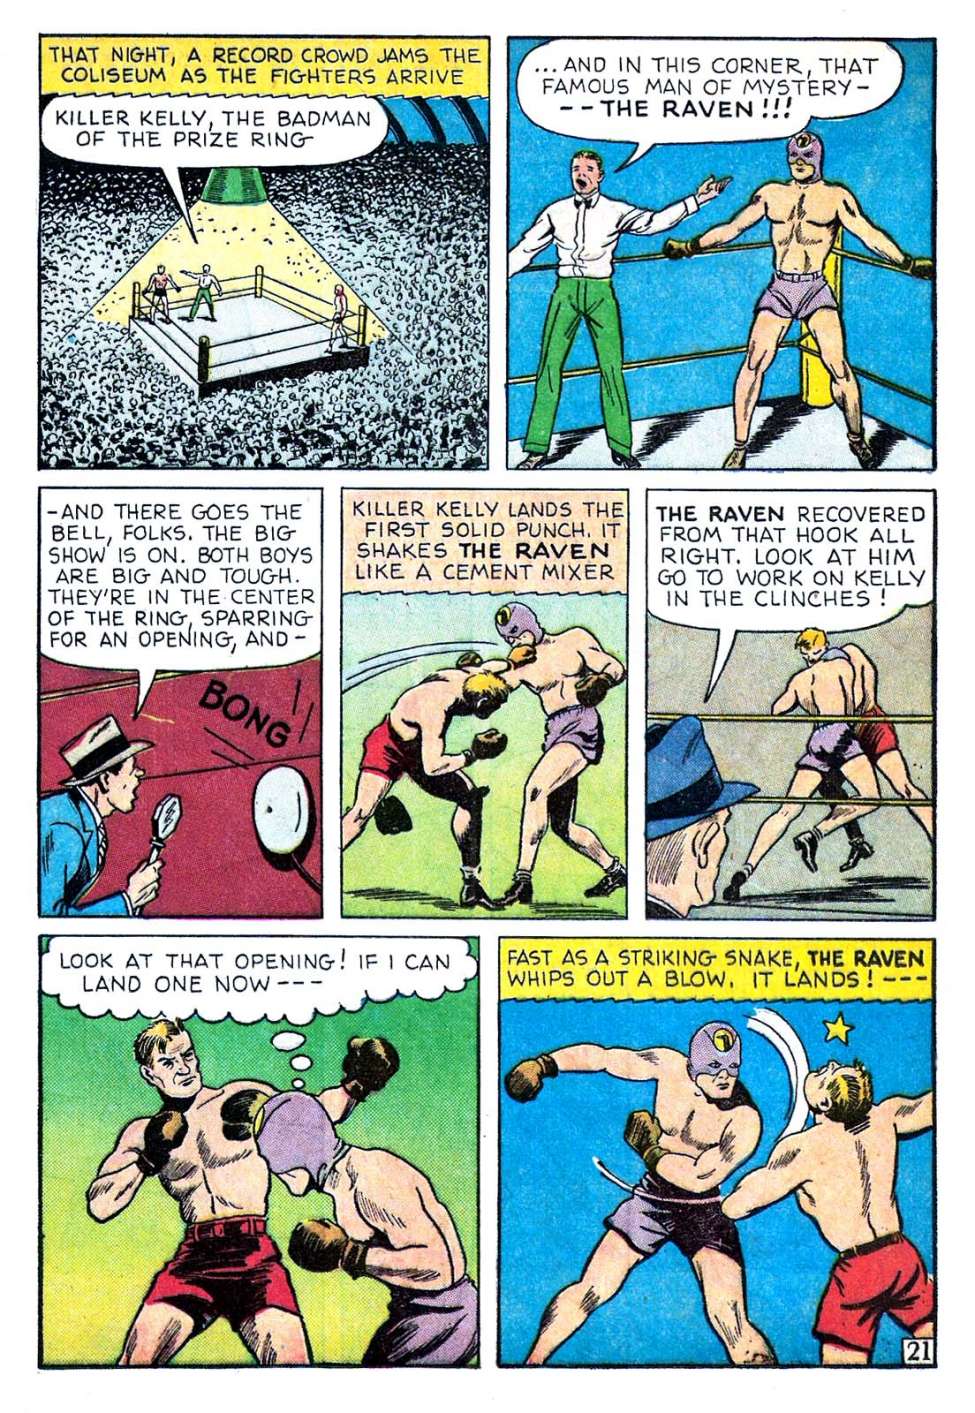 THAT NIGHT, A RECORD CROWD JAMS THE
COLISEUM AS THE FIGHTERS ARRIVE
KILLER KELLY, THE BADMAN
OF THE PRIZE RING
...AND IN THIS CORNER, THAT
FAMOUS MAN OF MYSTERY-
-- THE RAVEN!!!
-AND THERE GOES THE
BELL, FOLKS. THE BIG
SHOW IS ON. BOTH BOYS
ARE BIG AND TOUGH.
THEY'RE IN THE CENTER
OF THE RING, SPARRING
FOR AN OPENING, AND-
BONG
KILLER KELLY LANDS THE
FIRST SOLID PUNCH. IT
SHAKES THE RAVEN
LIKE A CEMENT MIXER
THE RAVEN RECOVERED
FROM THAT HOOK ALL
RIGHT. LOOK AT HIM
GO TO WORK ON KELLY
IN THE CLINCHES!
LOOK AT THAT OPENING! IF I CAN
LAND ONE NOW---
FAST AS A STRIKING SNAKE, THE RAVEN
WHIPS OUT A BLOW. IT LANDS!---
21